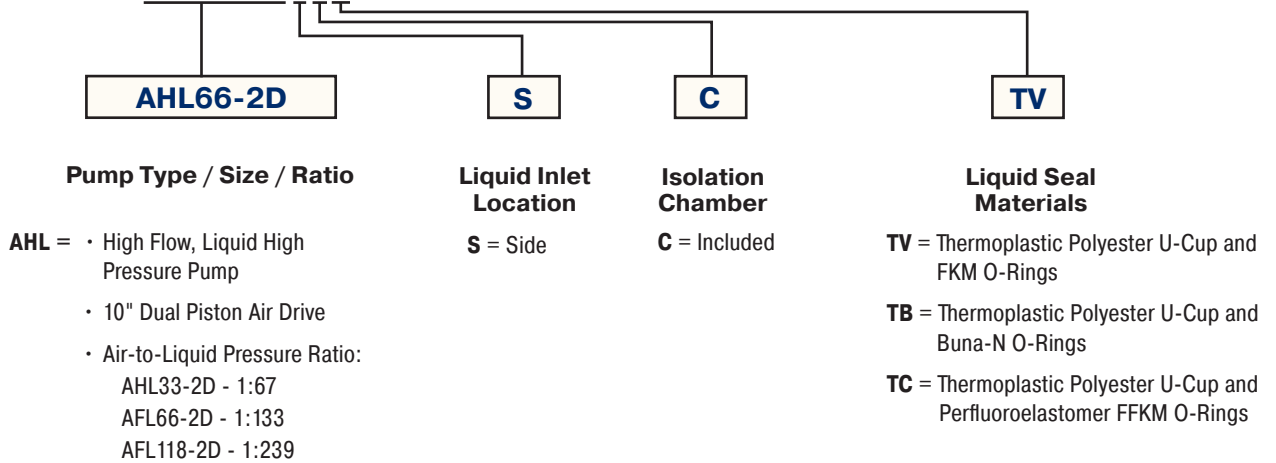 AHL66-2D
S
C
TV
Pump Type / Size / Ratio
AHL = • High Flow, Liquid High
Pressure Pump
• 10" Dual Piston Air Drive
• Air-to-Liquid Pressure Ratio:
AHL33-2D - 1:67
AFL66-2D - 1:133
AFL118-2D - 1:239
Liquid Inlet
Location
S = Side
Isolation
Chamber
C = Included
Liquid Seal
Materials
TV = Thermoplastic Polyester U-Cup and
FKM O-Rings
TB = Thermoplastic Polyester U-Cup and
Buna-N O-Rings
TC = Thermoplastic Polyester U-Cup and
Perfluoroelastomer FFKM O-Rings